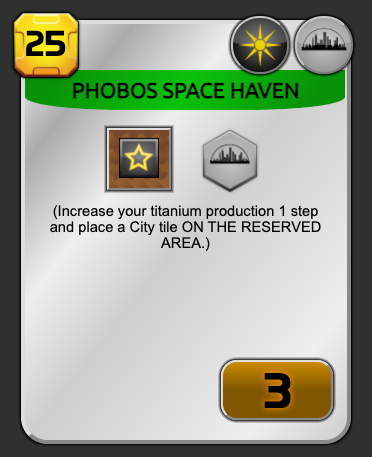 25
PHOBOS SPACE HAVEN
(Increase your titanium production 1 step
and place a City tile ON THE RESERVED
AREA.)
3